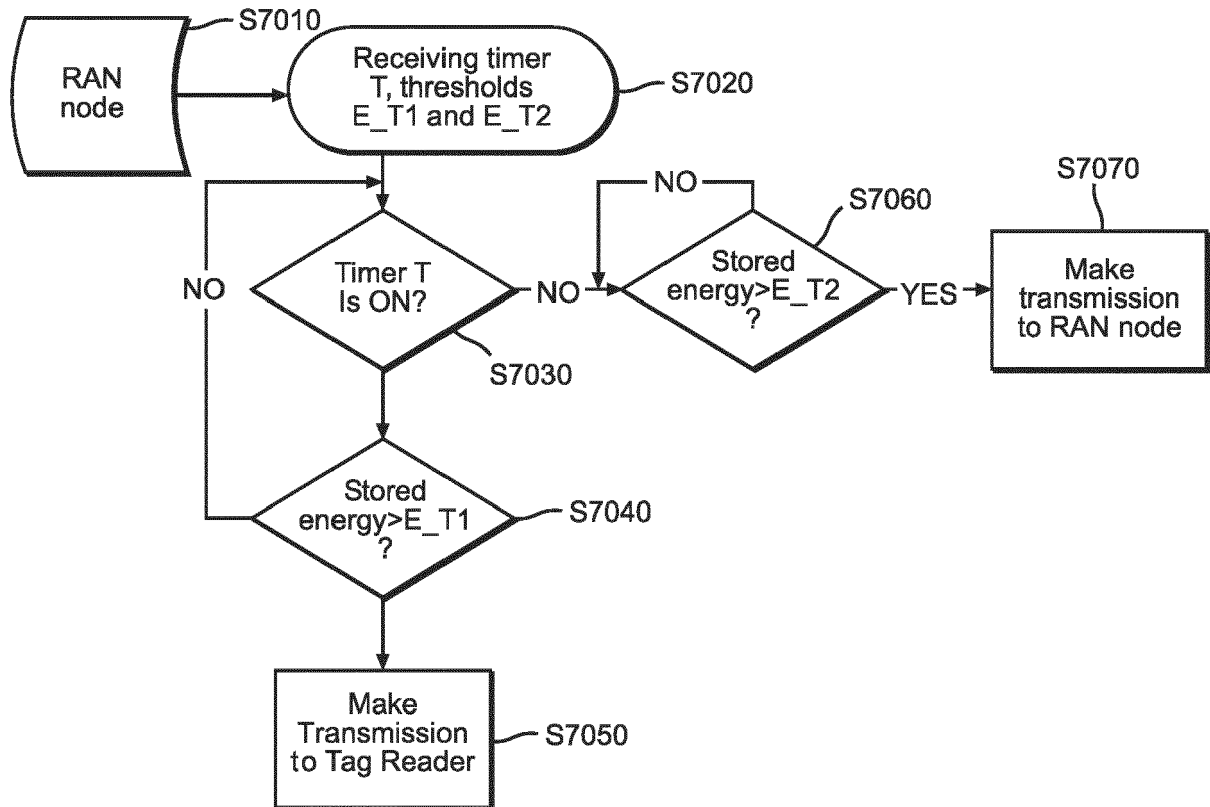 S7010
RAN
node
Receiving timer
T, thresholds
E_T1 and E_T2
S7020
NO
Timer T
Is ON?
S7030
NO
NO
Stored
energy>E_T2
?
S7060
YES
S7070
Make
transmission
to RAN node
Stored
energy>E_T1
?
S7040
Make
Transmission
to Tag Reader
S7050